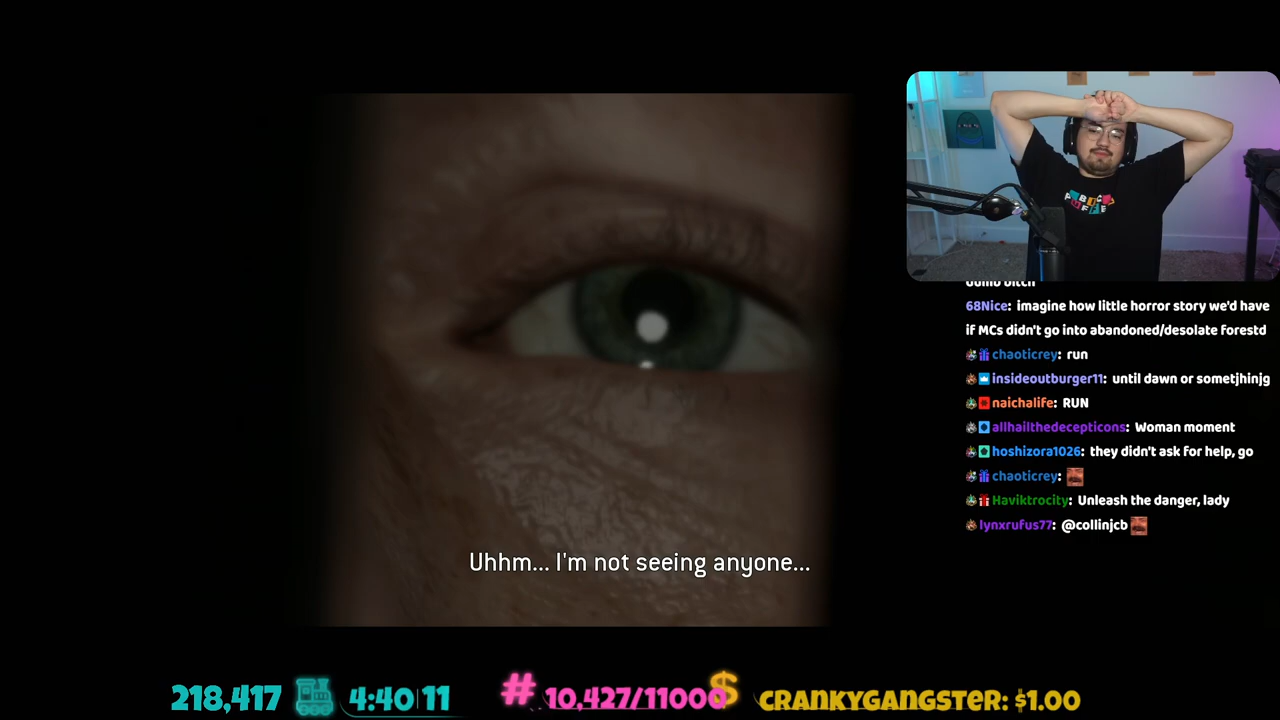 68Nice: imagine how little horror story we'd have
if MCs didn't go into abandoned/desolate forestd
chaoticrey: run
insideoutburger11: until dawn or sometjhinjg
naichalife: RUN
allhailthedecepticons: Woman moment
hoshizora1026: they didn't ask for help, go
chaoticrey:
Haviktrocity: Unleash the danger, lady
lynxrufus77: @collinjcb
Uhhm... I'm not seeing anyone...
218,417 4:40 11 # 10,427/11000 $ CRANKYGANGSTER: $1.00